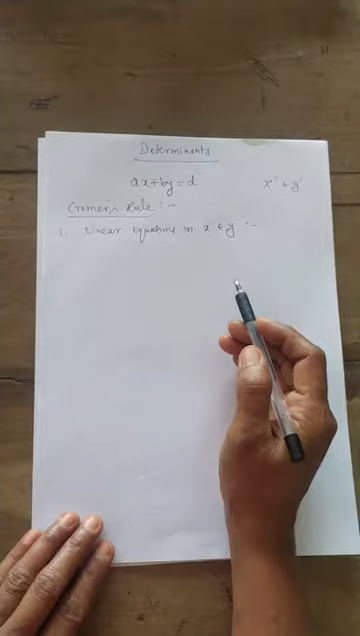 Determinants
ax+by=d x' & y'
Cramer's Rule :-
1. Linear Equations in x & y :-